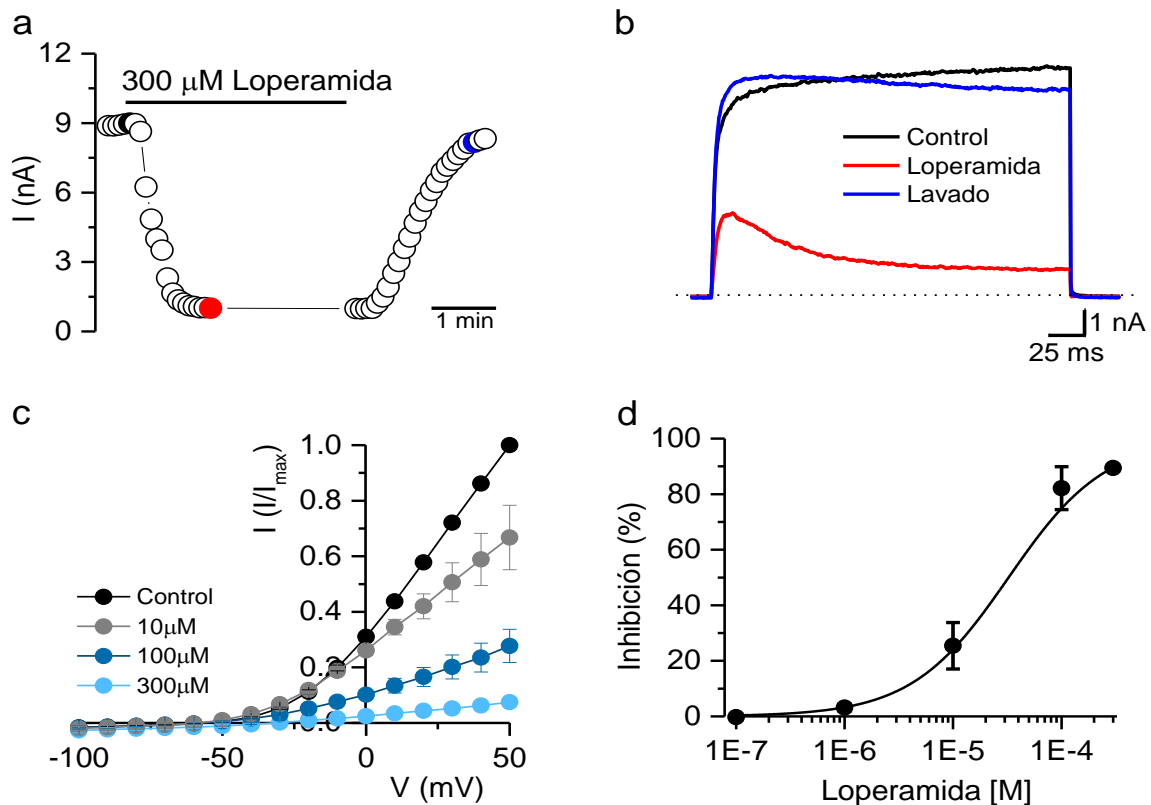 a
12
9
6
3
0
I (nA)
300 μM Loperamida
1 min
b
Control
Loperamida
Lavado
1 nA
25 ms
c
I (I/Imax)
1.0
0.8
0.6
0.4
0.2
Control
10μM
100μM
300μM
-100
-50
0
50
V (mV)
d
Inhibición (%)
100
80
60
40
20
0
1E-7
1E-6
1E-5
1E-4
Loperamida [M]